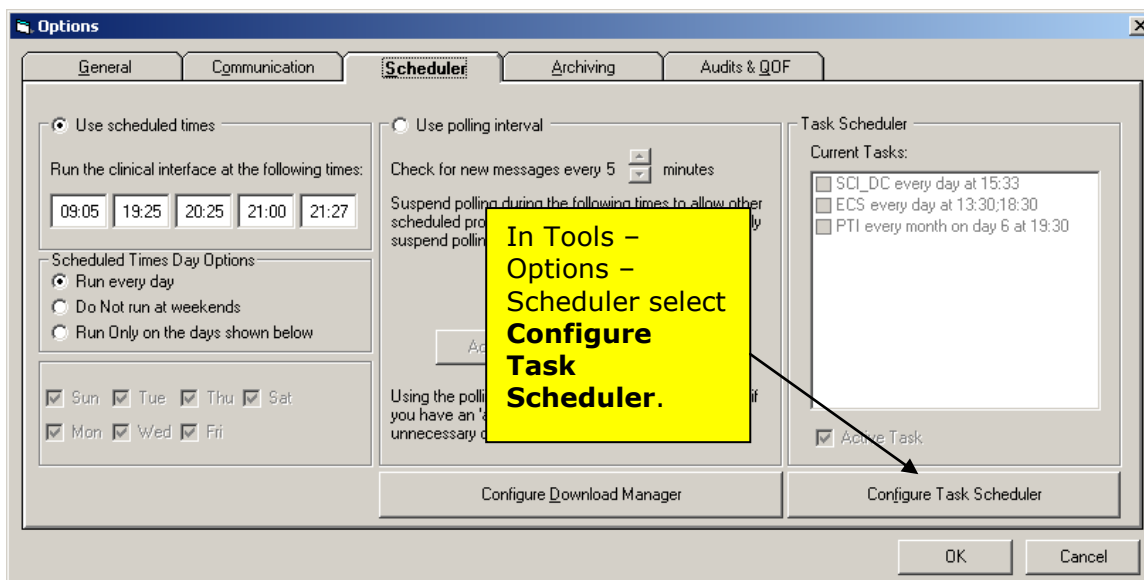 Options
General Communication Scheduler Archiving Audits & QOF
Use scheduled times
Run the clinical interface at the following times:
09:05 19:25 20:25 21:00 21:27
Scheduled Times Day Options
Run every day
Do Not run at weekends
Run Only on the days shown below
Sun Tue Thu Sat
Mon Wed Fri
Use polling interval
Check for new messages every 5 minutes
Suspend polling during the following times to allow other
scheduled
suspend
Using the
you have an
unnecessary
Configure Download Manager
In Tools –
Options –
Scheduler select
Configure
Task
Scheduler.
Task Scheduler
Current Tasks:
SCI_DC every day at 15:33
ECS every day at 13:30;18:30
PTI every month on day 6 at 19:30
Active Task
Configure Task Scheduler
OK Cancel